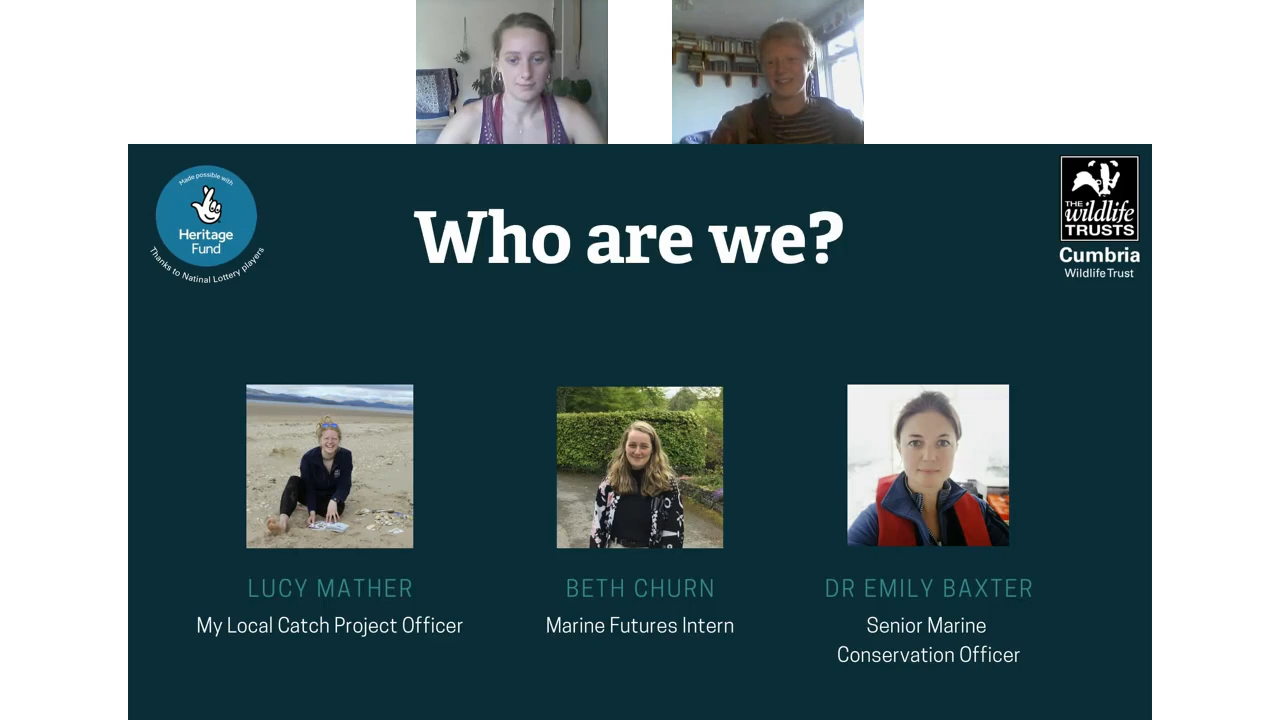 Made possible with
Heritage
Fund
Thanks to Natinal Lottery players
Who are we?
THE
wildlife
TRUSTS
Cumbria
Wildlife Trust
LUCY MATHER
My Local Catch Project Officer
BETH CHURN
Marine Futures Intern
DR EMILY BAXTER
Senior Marine
Conservation Officer